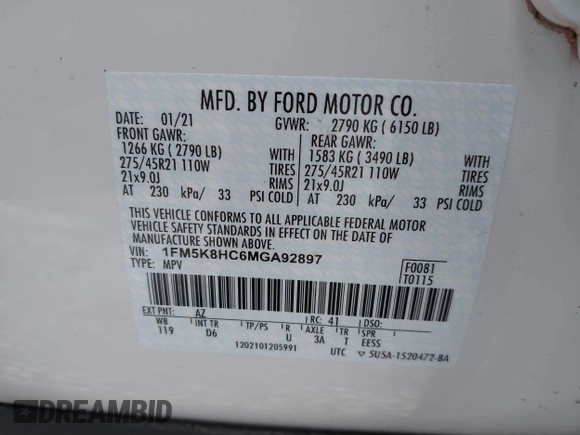 MFD. BY FORD MOTOR CO.
DATE: 01/21 GVWR: 2790 KG ( 6150 LB)
FRONT GAWR: REAR GAWR:
1266 KG ( 2790 LB) WITH 1583 KG ( 3490 LB) WITH
275/45R21 110W TIRES 275/45R21 110W TIRES
21x9.0J RIMS 21x9.0J RIMS
AT 230 kPa/ 33 PSI COLD AT 230 kPa/ 33 PSI COLD
THIS VEHICLE CONFORMS TO ALL APPLICABLE FEDERAL MOTOR
VEHICLE SAFETY STANDARDS IN EFFECT ON THE DATE OF
MANUFACTURE SHOWN ABOVE.
VIN: 1FM5K8HC6MGA92897
TYPE: MPV
F0081
T0115
EXT PNT: AZ RC: 41 DSO:
WB INT TR TP/PS R AXLE TR SPR
119 D6 U 3A T EESS
1202101205991 UTC ▽ 5U5A-1520472-BA
DREAMBID